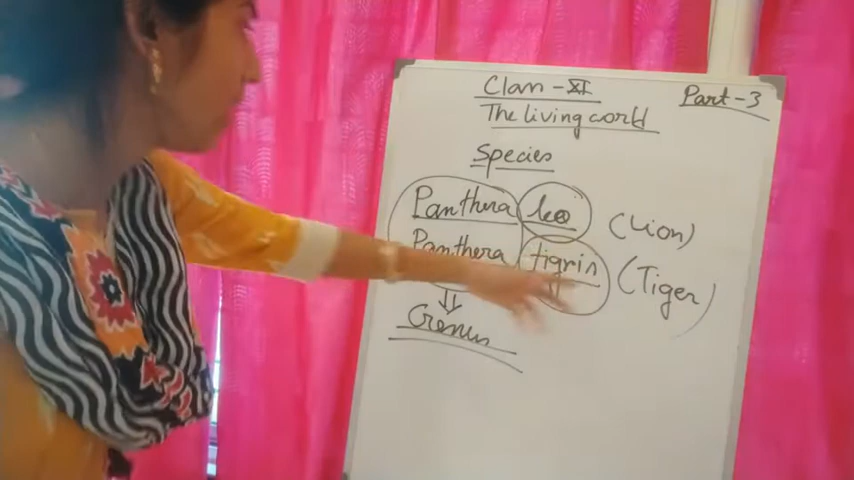 Class - XI
Part - 3
The living world
Species
Panthera leo (Lion)
Panthera tigris (Tiger)
Genus